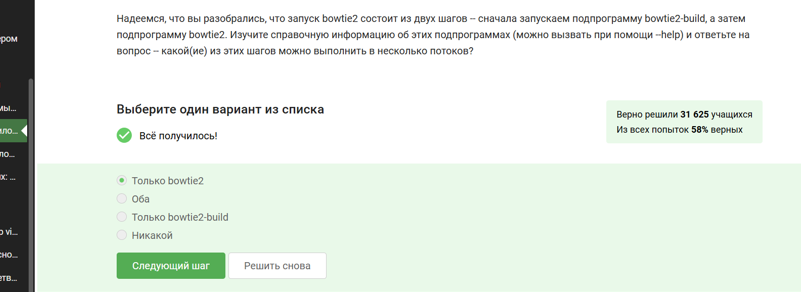 Надеемся, что вы разобрались, что запуск bowtie2 состоит из двух шагов – сначала запускаем подпрограмму bowtie2-build, а затем
подпрограмму bowtie2. Изучите справочную информацию об этих подпрограммах (можно вызвать при помощи --help) и ответьте на
вопрос – какой(ие) из этих шагов можно выполнить в несколько потоков?
Выберите один вариант из списка
Всё получилось!
Верно решили 31 625 учащихся
Из всех попыток 58% верных
Только bowtie2
Оба
Только bowtie2-build
Никакой
Следующий шаг
Решить снова